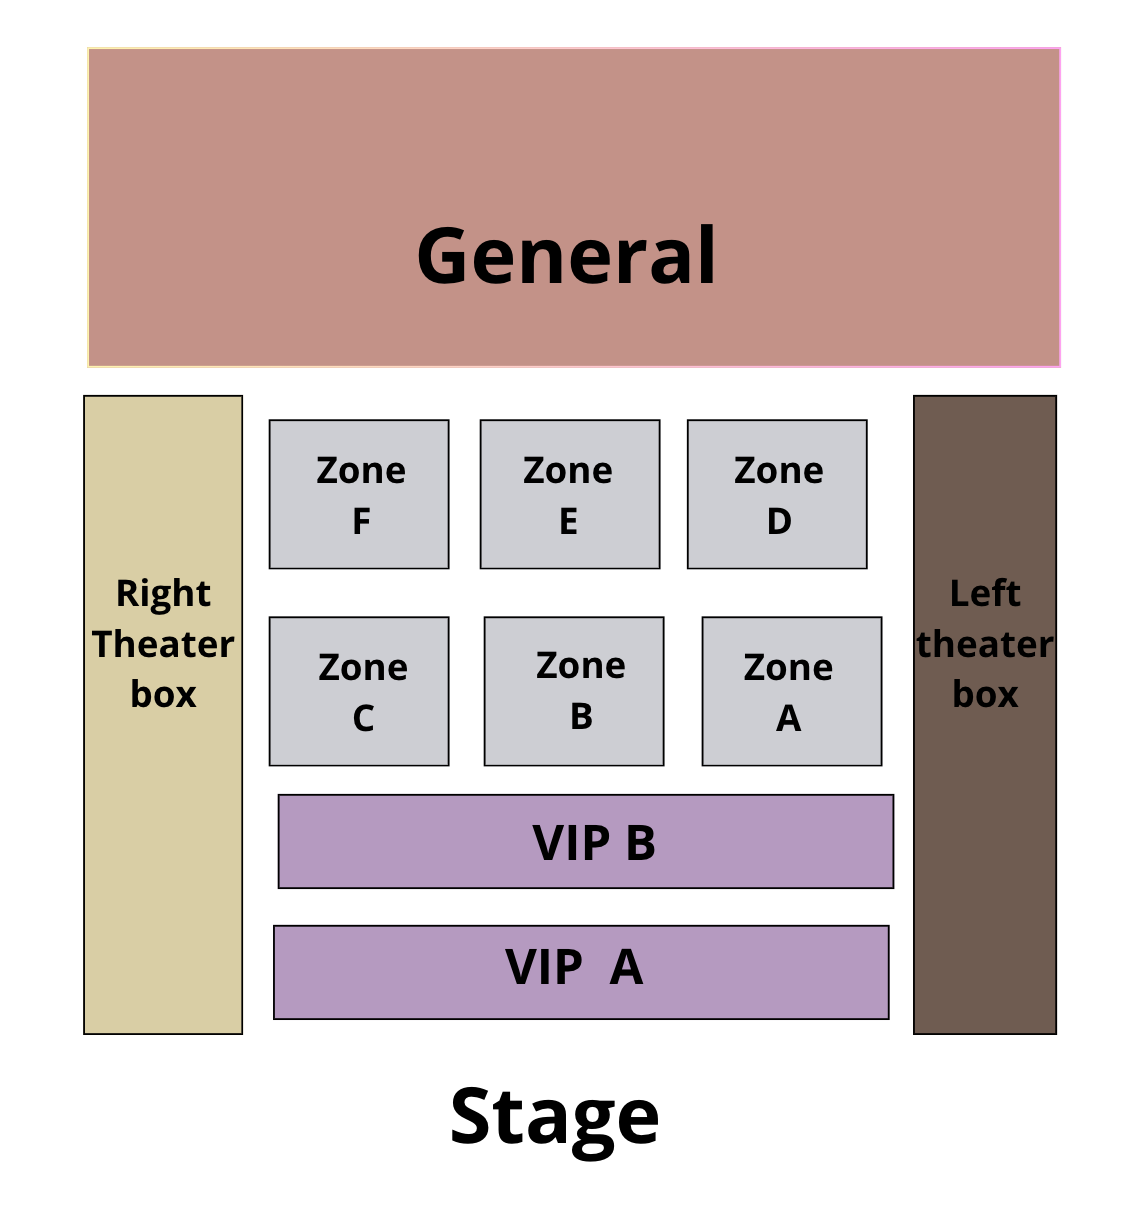 General
Zone
F
Zone
E
Zone
D
Right
Theater
box
Left
theater
box
Zone
C
Zone
B
Zone
A
VIP B
VIP  A
Stage